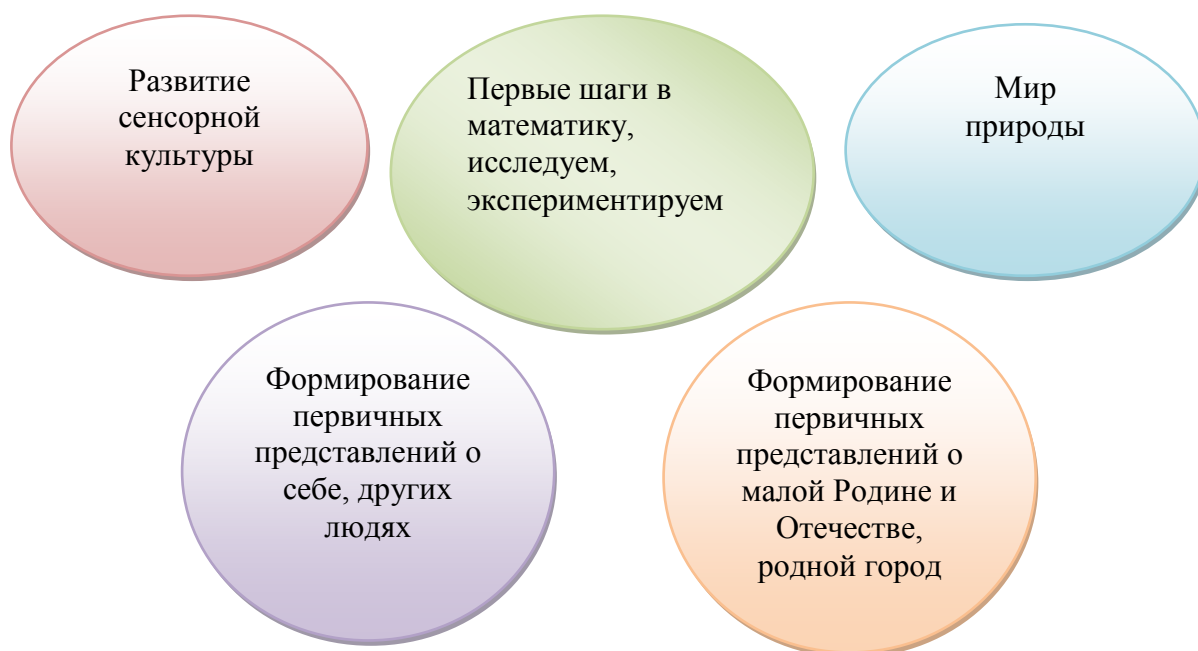 Развитие
сенсорной
культуры
Первые шаги в
математику,
исследуем,
экспериментируем
Мир
природы
Формирование
первичных
представлений о
себе, других
людях
Формирование
первичных
представлений о
малой Родине и
Отечестве,
родной город